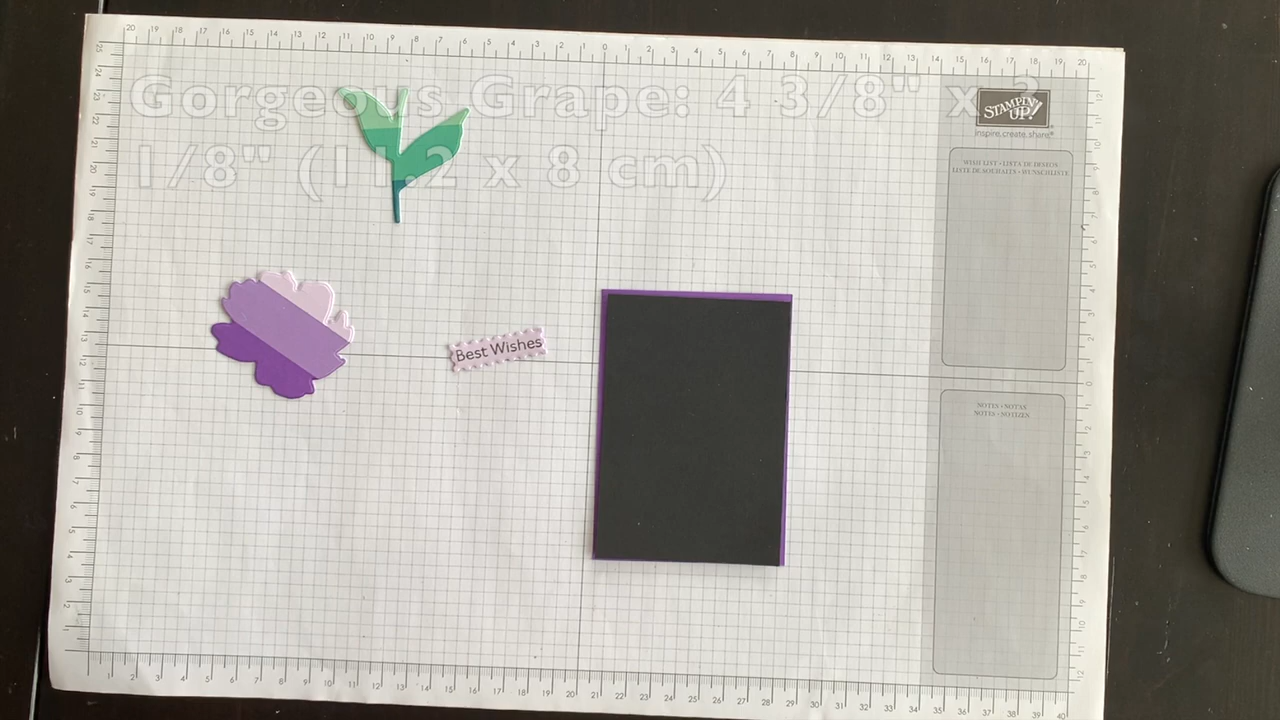 Gorgeous Grape: 4 3/8" x 3
1/8" (11.2 x 8 cm)
STAMPIN' UP!®
inspire.create.share.®
WISH LIST • LISTA DE DESEOS
LISTE DE SOUHAITS • WUNSCHLISTE
Best Wishes
NOTES • NOTAS
NOTES • NOTIZEN